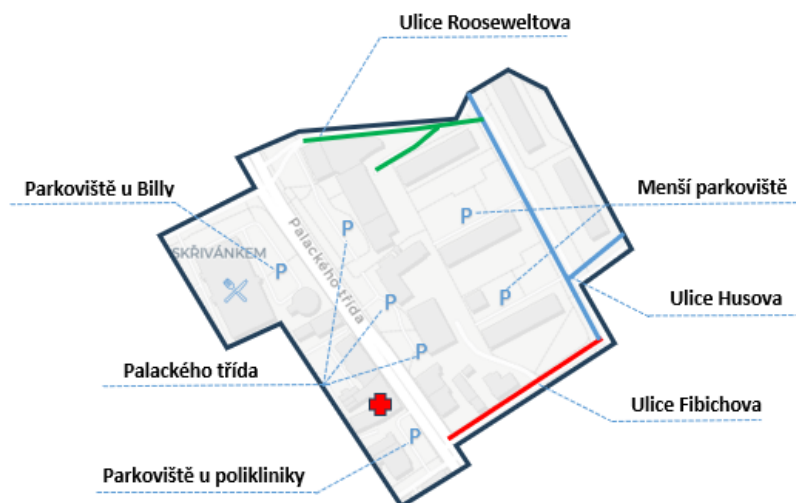 Ulice Rooseweltova
Parkoviště u Billy
Menší parkoviště
P
P
SKŘIVÁNKEM
P
Palackého třída
P
P
Ulice Husova
P
Palackého třída
Ulice Fibichova
P
Parkoviště u polikliniky